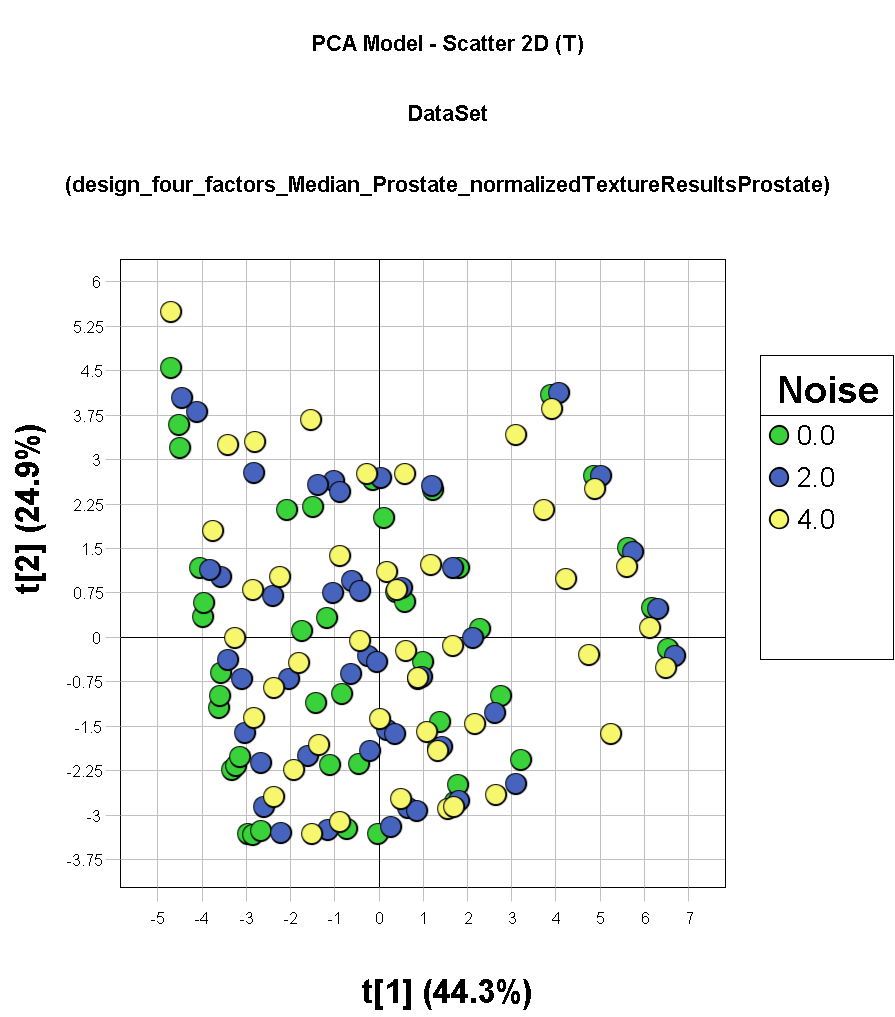 PCA Model - Scatter 2D (T)
DataSet
(design_four_factors_Median_Prostate_normalizedTextureResultsProstate)
t[2] (24.9%)
6
5.25
4.5
3.75
3
2.25
1.5
0.75
0
-0.75
-1.5
-2.25
-3
-3.75
-5 -4 -3 -2 -1 0 1 2 3 4 5 6 7
t[1] (44.3%)
Noise
0.0
2.0
4.0